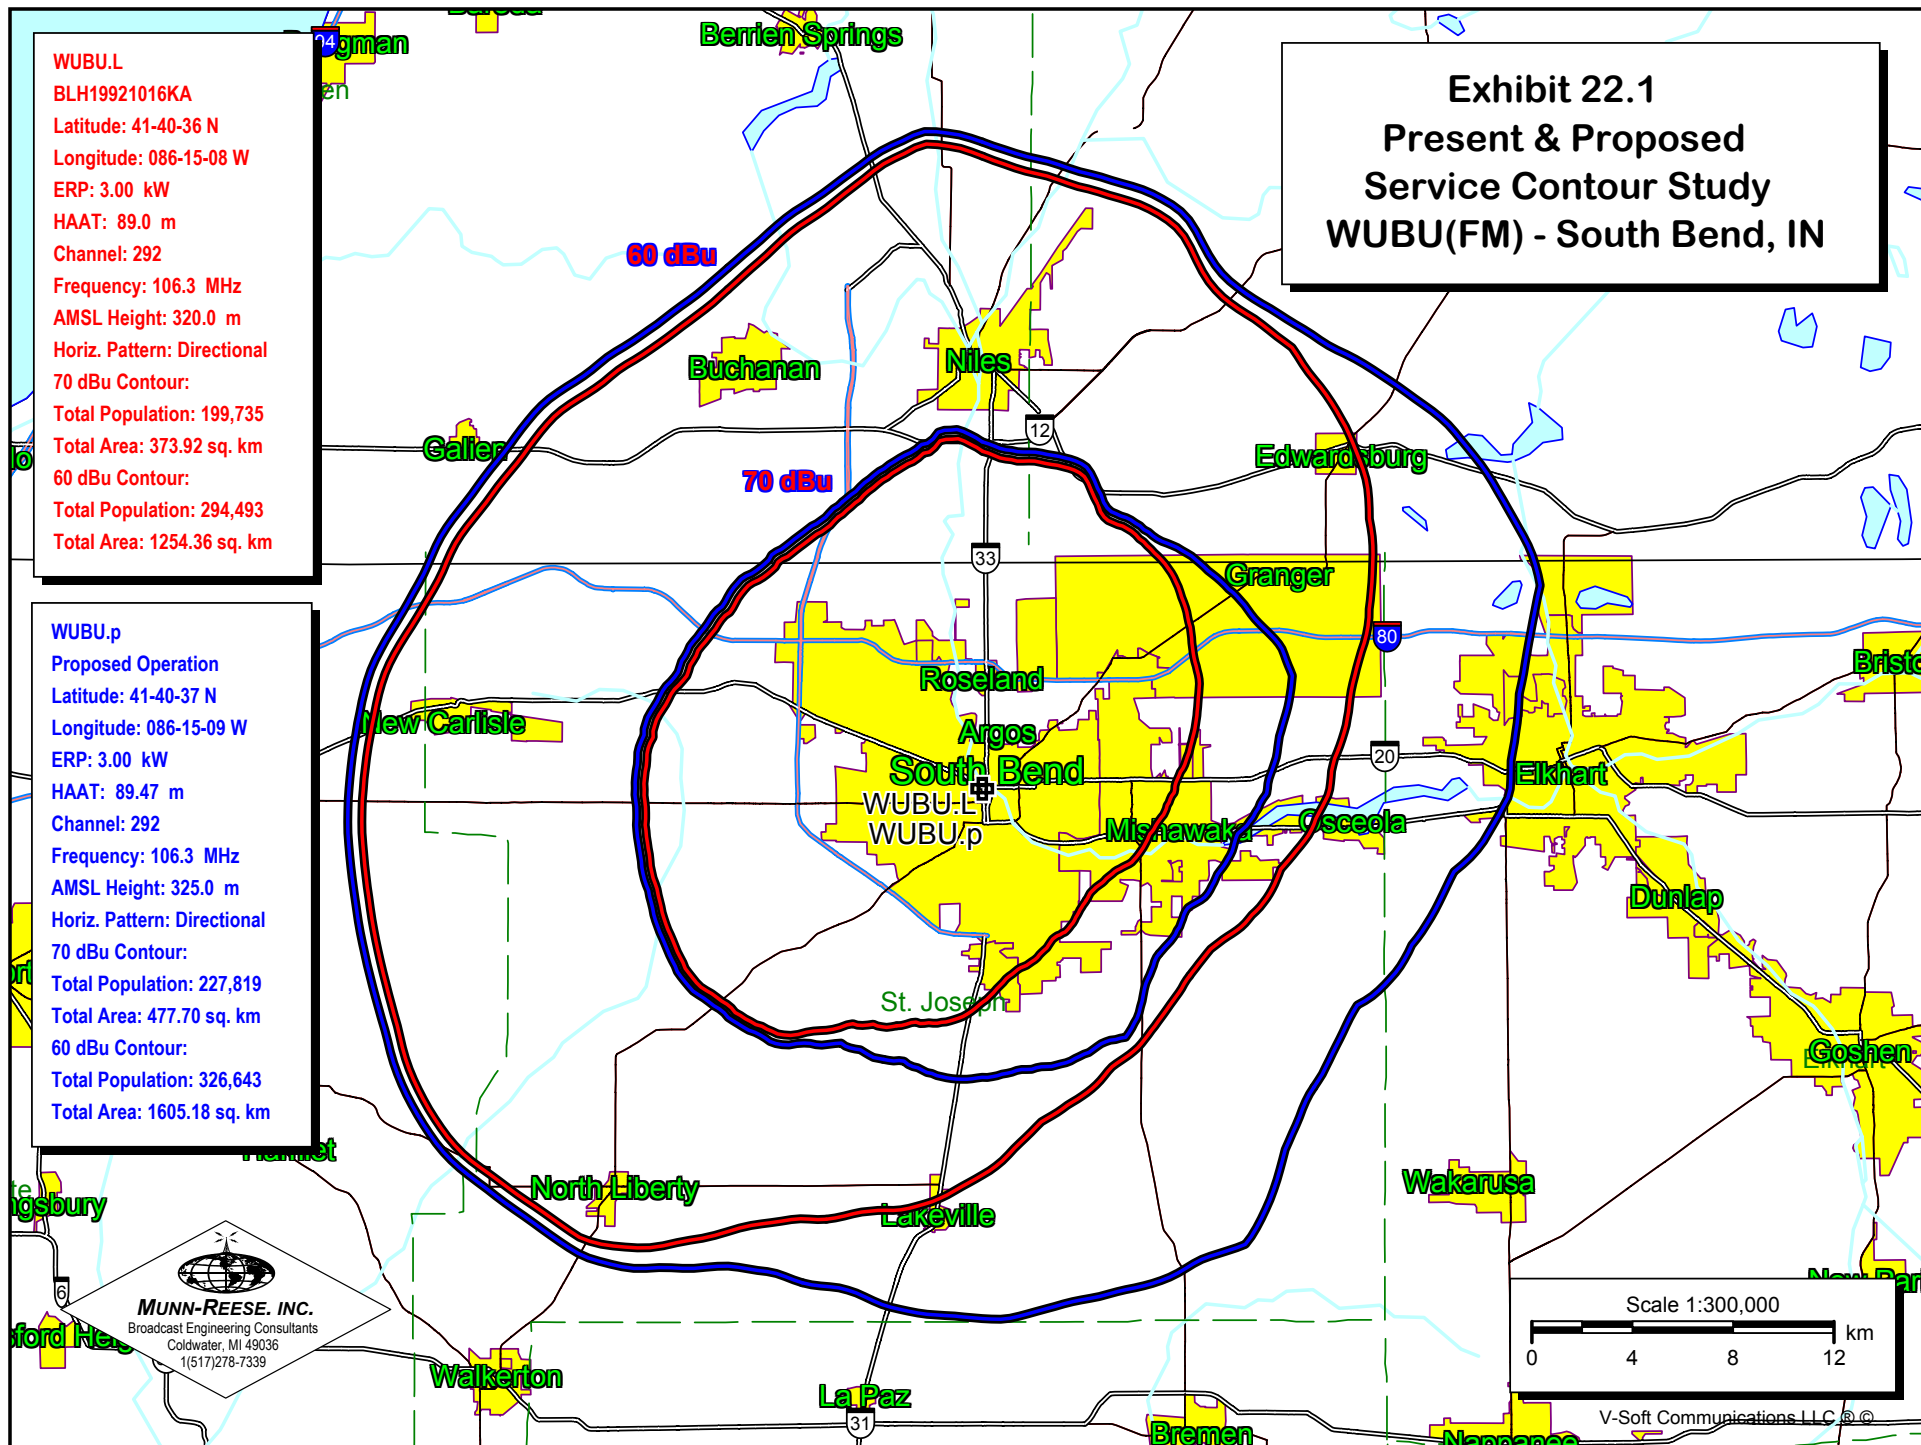 Exhibit 22.1
Present & Proposed
Service Contour Study
WUBU(FM) - South Bend, IN
WUBU.L
BLH19921016KA
Latitude: 41-40-36 N
Longitude: 086-15-08 W
ERP: 3.00 kW
HAAT: 89.0 m
Channel: 292
Frequency: 106.3 MHz
AMSL Height: 320.0 m
Horiz. Pattern: Directional
70 dBu Contour:
Total Population: 199,735
Total Area: 373.92 sq. km
60 dBu Contour:
Total Population: 294,493
Total Area: 1254.36 sq. km
WUBU.p
Proposed Operation
Latitude: 41-40-37 N
Longitude: 086-15-09 W
ERP: 3.00 kW
HAAT: 89.47 m
Channel: 292
Frequency: 106.3 MHz
AMSL Height: 325.0 m
Horiz. Pattern: Directional
70 dBu Contour:
Total Population: 227,819
Total Area: 477.70 sq. km
60 dBu Contour:
Total Population: 326,643
Total Area: 1605.18 sq. km
Berrien Springs
60 dBu
Buchanan
Niles
12
Galien
70 dBu
Edwardsburg
33
Granger
80
Roseland
Bristo
New Carlisle
Argos
South Bend
20
Elkhart
WUBU.L
WUBU.p
Mishawaka
Osceola
Dunlap
St. Joseph
Goshen
Elkhart
North Liberty
Lakeville
Wakarusa
ngsbury
6
MUNN-REESE. INC.
Broadcast Engineering Consultants
Coldwater, MI 49036
1(517)278-7339
Scale 1:300,000
km
0 4 8 12
Walkerton
La Paz
31
Bremen
Nappanee
V-Soft Communications LLC ® ©